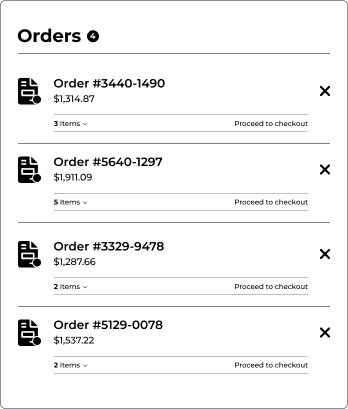 Orders 4
Order #3440-1490
$1,314.87
3 Items Proceed to checkout
Order #5640-1297
$1,911.09
5 Items Proceed to checkout
Order #3329-9478
$1,287.66
2 Items Proceed to checkout
Order #5129-0078
$1,537.22
2 Items Proceed to checkout